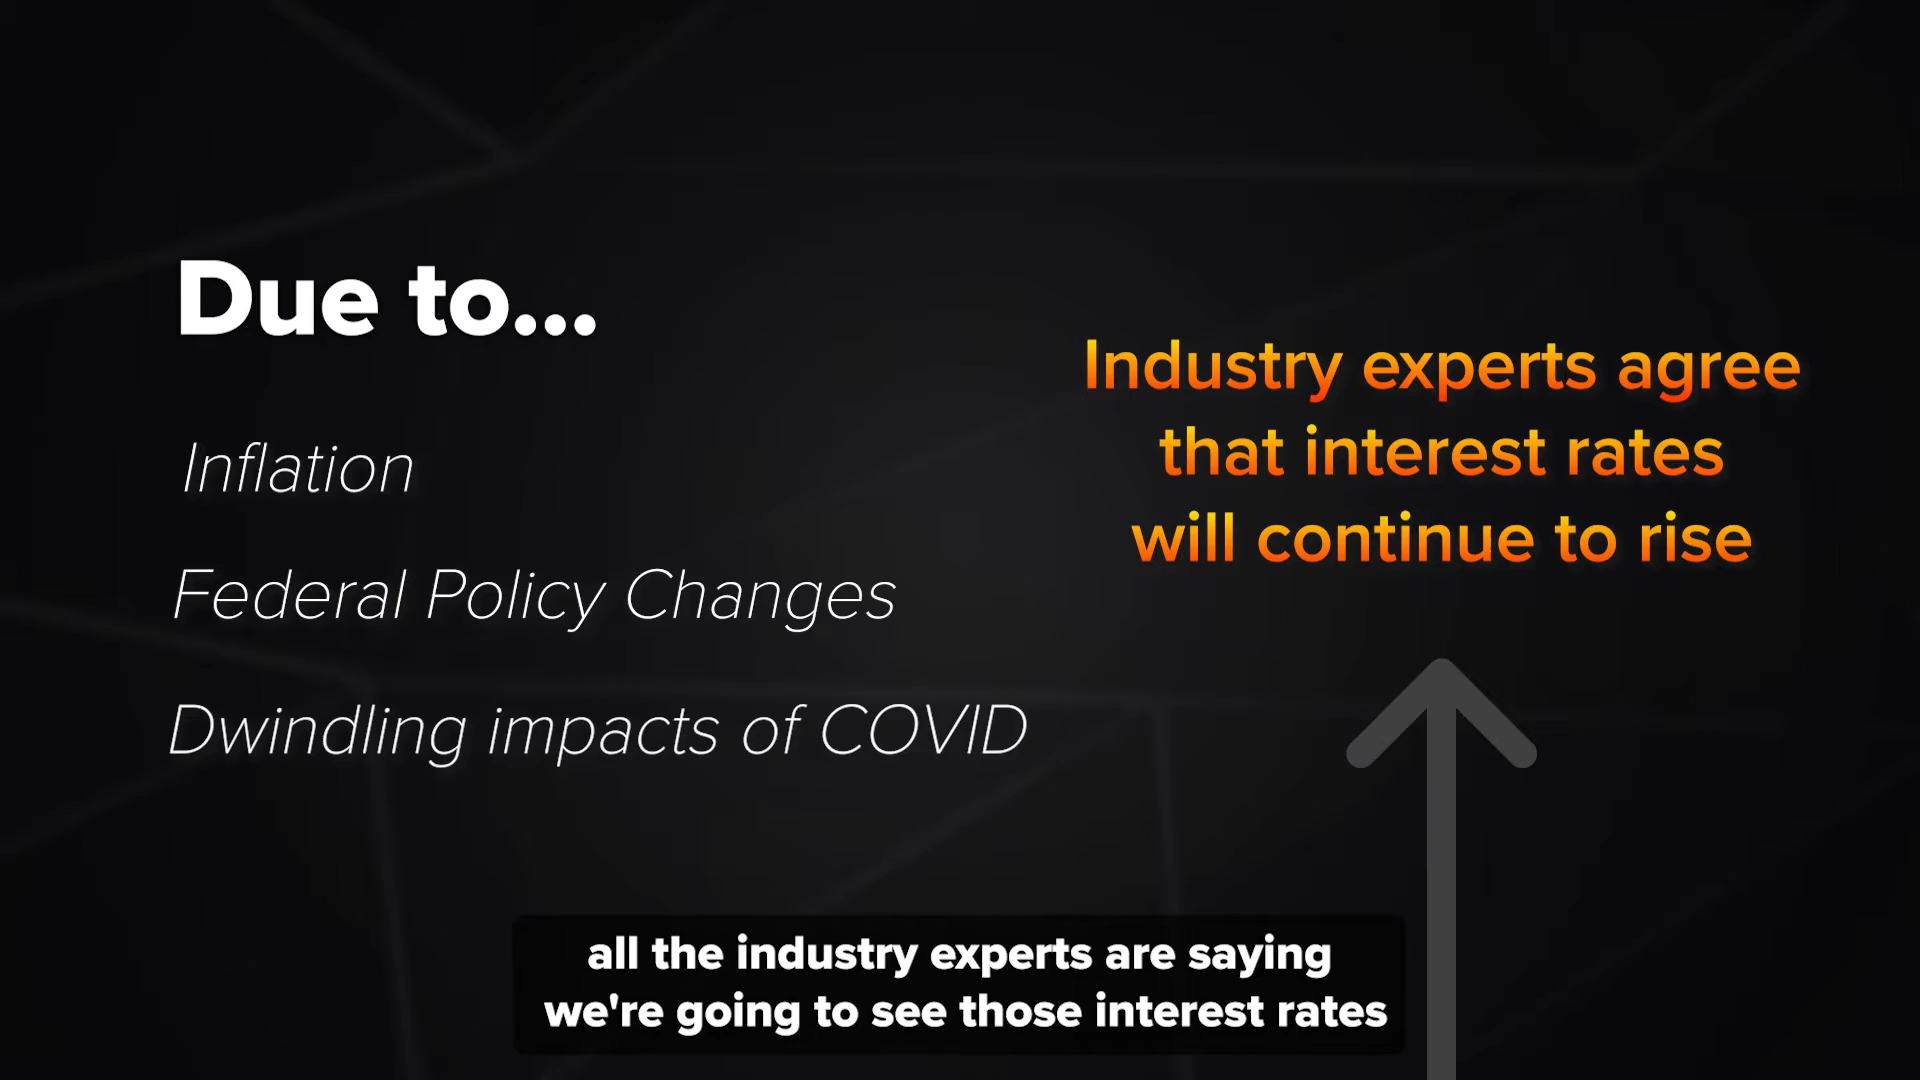 Due to...
Inflation
Federal Policy Changes
Dwindling impacts of COVID
Industry experts agree
that interest rates
will continue to rise
all the industry experts are saying
we're going to see those interest rates